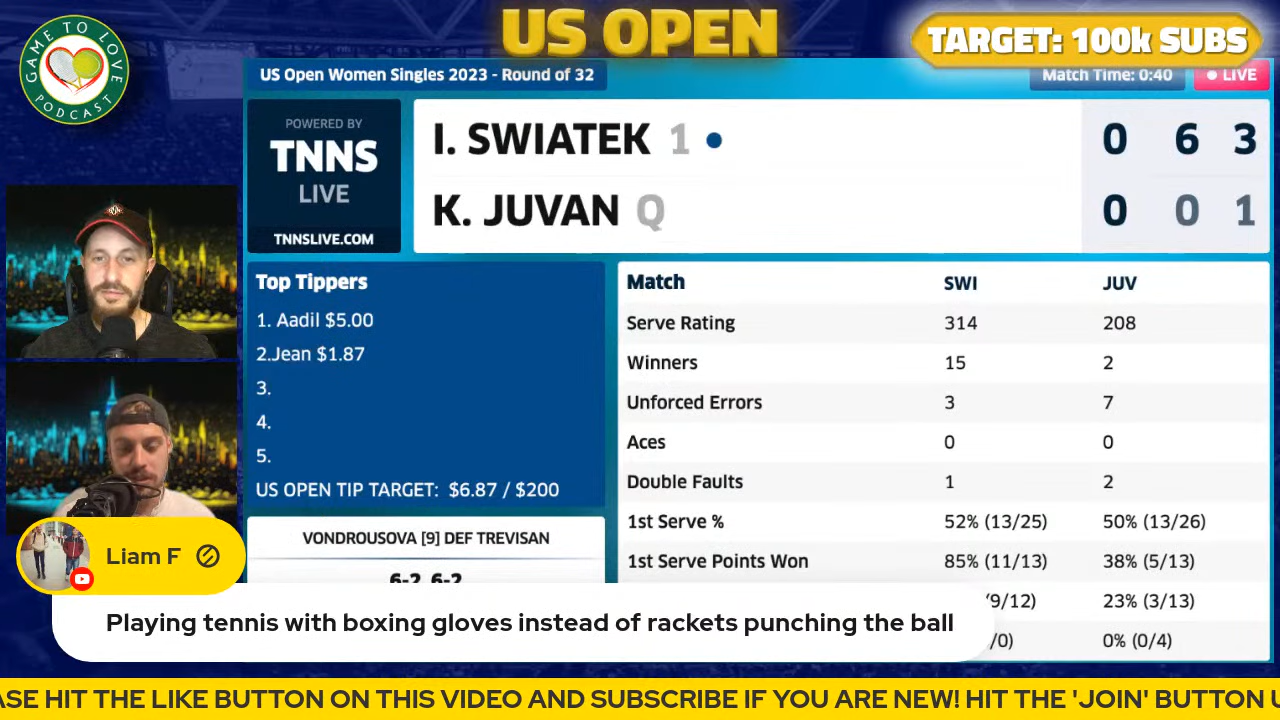 US OPEN
TARGET: 100k SUBS
GAME TO LOVE
PODCAST
US Open Women Singles 2023 - Round of 32
Match Time: 0:40
LIVE
POWERED BY
TNNS
LIVE
TNNSLIVE.COM
I. SWIATEK 1 0 6 3
K. JUVAN Q 0 0 1
Top Tippers
1. Aadil $5.00
2.Jean $1.87
3.
4.
5.
US OPEN TIP TARGET: $6.87 / $200
VONDROUSOVA [9] DEF TREVISAN
6-2 6-2
Match SWI JUV
Serve Rating 314 208
Winners 15 2
Unforced Errors 3 7
Aces 0 0
Double Faults 1 2
1st Serve % 52% (13/25) 50% (13/26)
1st Serve Points Won 85% (11/13) 38% (5/13)
(9/12) 23% (3/13)
/0) 0% (0/4)
Liam F
Playing tennis with boxing gloves instead of rackets punching the ball
ASE HIT THE LIKE BUTTON ON THIS VIDEO AND SUBSCRIBE IF YOU ARE NEW! HIT THE 'JOIN' BUTTON U